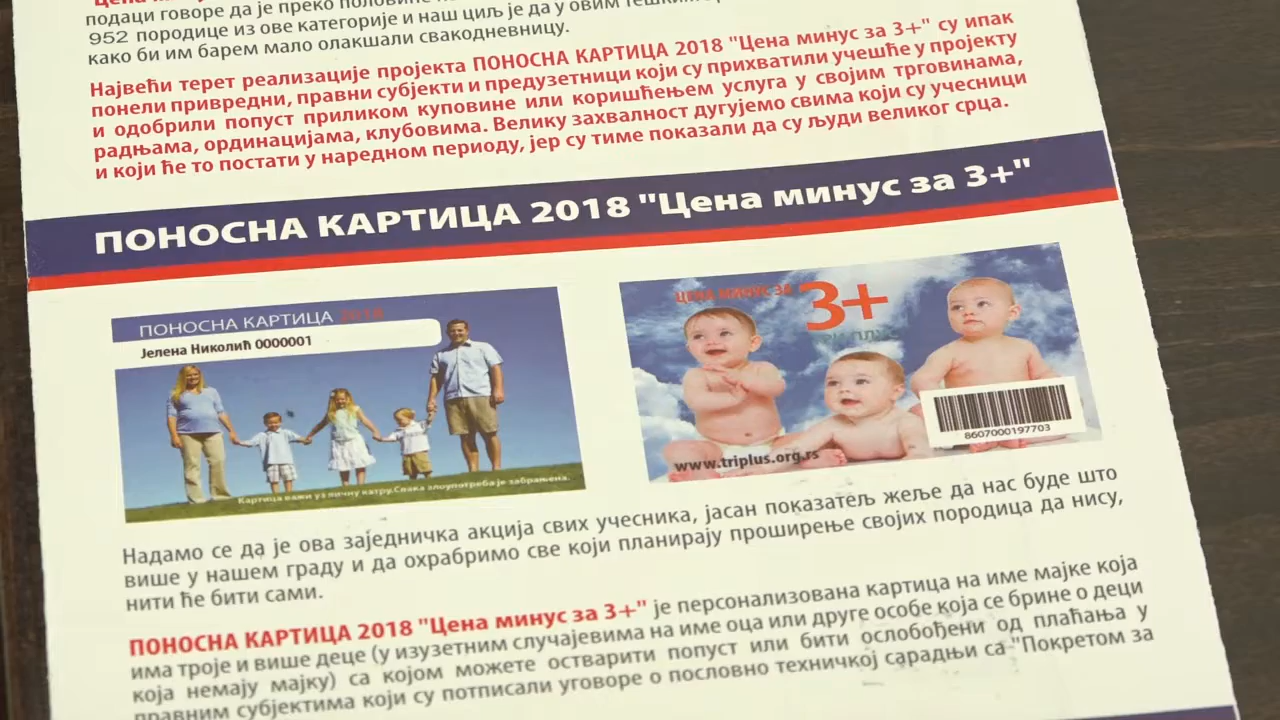 подаци говоре да је преко половине
952 породице из ове категорије и наш циљ је да у овим тешким
како би им барем мало олакшали свакодневницу.
Највећи терет реализације пројекта ПОНОСНА КАРТИЦА 2018 "Цена минус за 3+" су ипак
понели привредни, правни субјекти и предузетници који су прихватили учешће у пројекту
и одобрили попуст приликом куповине или коришћењем услуга у својим трговинама,
радњама, ординацијама, клубовима. Велику захвалност дугујемо свима који су учесници
и који ће то постати у наредном периоду, јер су тиме показали да су људи великог срца.
ПОНОСНА КАРТИЦА 2018 "Цена минус за 3+"
ПОНОСНА КАРТИЦА 2018
Јелена Николић 0000001
Картица важи уз личну катру.Свака злоупотреба је забрањена.
ЦЕНА МИНУС ЗА 3+
8607000197703
www.triplus.org.rs
Надамо се да је ова заједничка акција свих учесника, јасан показатељ жеље да нас буде што
више у нашем граду и да охрабримо све који планирају проширење својих породица да нису,
нити ће бити сами.
ПОНОСНА КАРТИЦА 2018 "Цена минус за 3+" је персонализована картица на име мајке која
има троје и више деце (у изузетним случајевима на име оца или друге особе која се брине о деци
која немају мајку) са којом можете остварити попуст или бити ослобођени од плаћања у
правним субјектима који су потписали уговоре о пословно техничкој сарадњи са "Покретом за